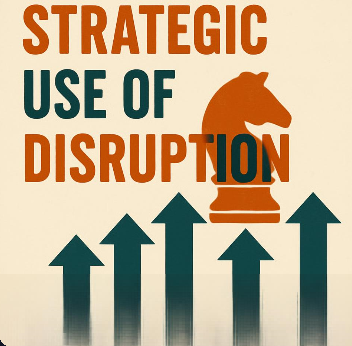 STRATEGIC
USE OF
DISRUPTION